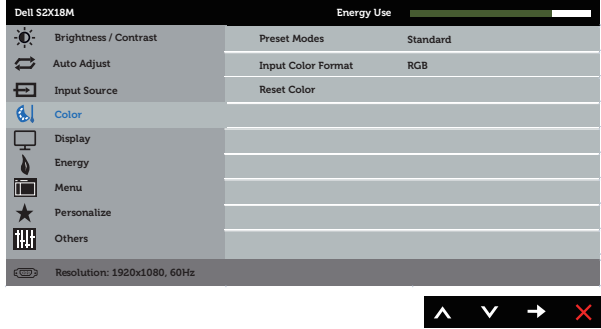 Dell S2X18M Energy Use
Brightness / Contrast Preset Modes Standard
Auto Adjust Input Color Format RGB
Input Source Reset Color
Color
Display
Energy
Menu
Personalize
Others
Resolution: 1920x1080, 60Hz